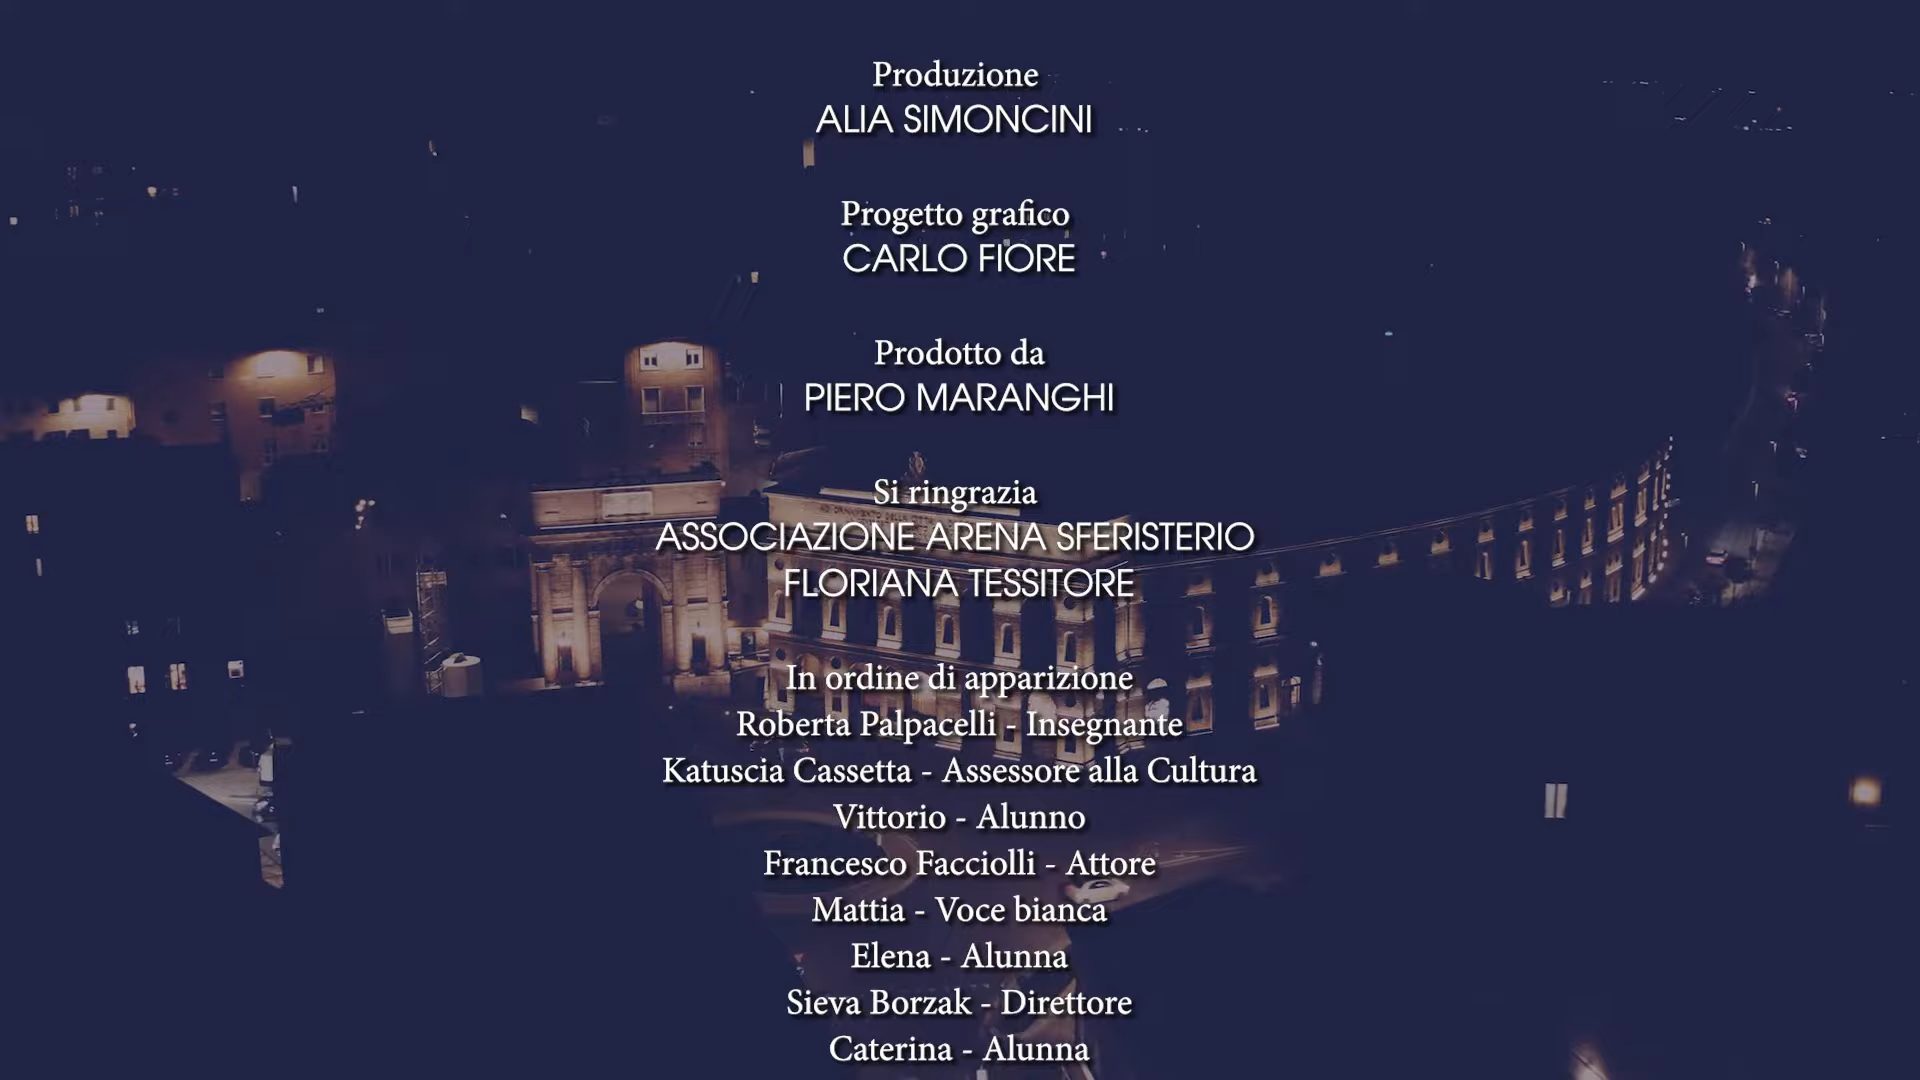 Produzione
ALIA SIMONCINI
Progetto grafico
CARLO FIORE
Prodotto da
PIERO MARANGHI
Si ringrazia
ASSOCIAZIONE ARENA SFERISTERIO
FLORIANA TESSITORE
In ordine di apparizione
Roberta Palpacelli - Insegnante
Katuscia Cassetta - Assessore alla Cultura
Vittorio - Alunno
Francesco Facciolli - Attore
Mattia - Voce bianca
Elena - Alunna
Sieva Borzak - Direttore
Caterina - Alunna